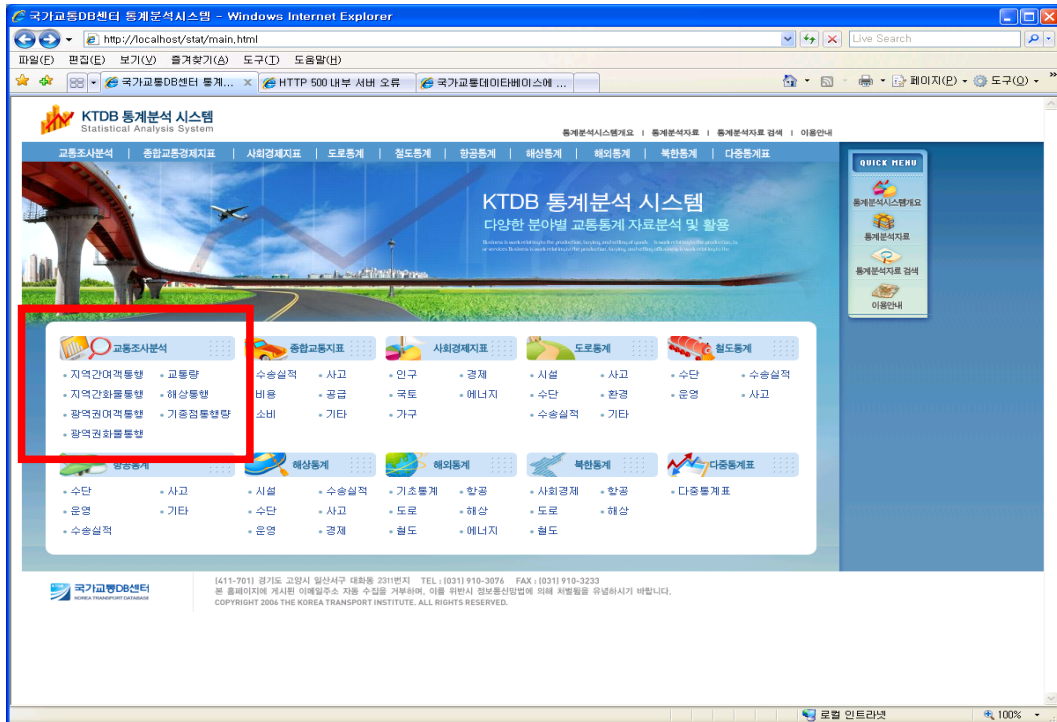 국가교통DB센터 통계분석시스템 - Windows Internet Explorer
http://localhost/stat/main.html
Live Search
파일(F) 편집(E) 보기(V) 즐겨찾기(A) 도구(T) 도움말(H)
국가교통DB센터 통계... HTTP 500 내부 서버 오류 국가교통데이터베이스에 ... 페이지(P) 도구(O)
KTDB 통계분석 시스템
Statistical Analysis System
통계분석시스템개요 | 통계분석자료 | 통계분석자료 검색 | 이용안내
교통조사분석 | 종합교통경제지표 | 사회경제지표 | 도로통계 | 철도통계 | 항공통계 | 해상통계 | 해외통계 | 북한통계 | 다중통계표
QUICK MENU
통계분석시스템개요
통계분석자료
통계분석자료 검색
이용안내
KTDB 통계분석 시스템
다양한 분야별 교통통계 자료분석 및 활용
교통조사분석 종합교통지표 사회경제지표 도로통계 철도통계
지역간여객통행 교통량 수송실적 사고 인구 경제 시설 사고 수단 수송실적
지역간화물통행 해상통행 비용 공급 국토 에너지 수단 환경 운영 사고
광역권여객통행 기종점통행량 소비 기타 가구 수송실적 기타
광역권화물통행
항공통계 해상통계 해외통계 북한통계 다중통계표
수단 사고 시설 수송실적 기초통계 항공 사회경제 항공 다중통계표
운영 기타 수단 사고 도로 해상 도로 해상
수송실적 운영 경제 철도 에너지 철도
국가교통DB센터
KOREA TRANSPORT DATABASE
(411-701) 경기도 고양시 일산서구 대화동 2311번지 TEL : (031) 910-3076 FAX : (031) 910-3233
본 홈페이지에 게시된 이메일주소 자동 수집을 거부하며, 이를 위반시 정보통신망법에 의해 처벌됨을 유념하시기 바랍니다.
COPYRIGHT 2006 THE KOREA TRANSPORT INSTITUTE. ALL RIGHTS RESERVED.
로컬 인트라넷 100%